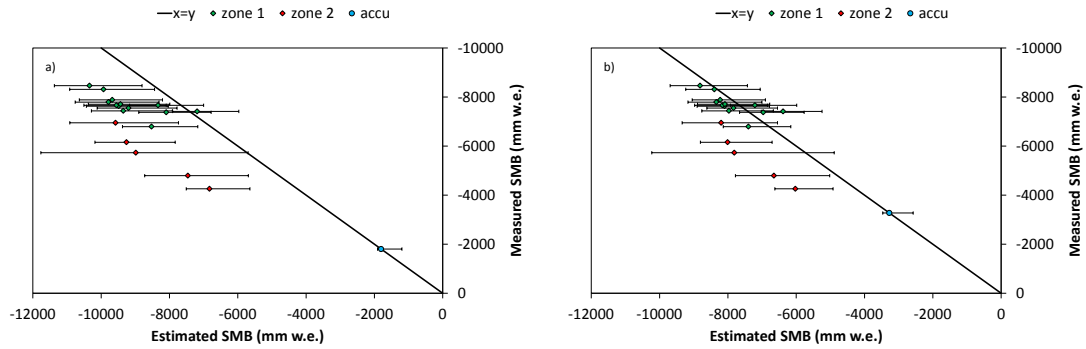 x=y zone 1 zone 2 accu
a)
-10000
-8000
-6000
-4000
-2000
0
Measured SMB (mm w.e.)
-12000 -10000 -8000 -6000 -4000 -2000 0
Estimated SMB (mm w.e.)
x=y zone 1 zone 2 accu
b)
-10000
-8000
-6000
-4000
-2000
0
Measured SMB (mm w.e.)
-12000 -10000 -8000 -6000 -4000 -2000 0
Estimated SMB (mm w.e.)